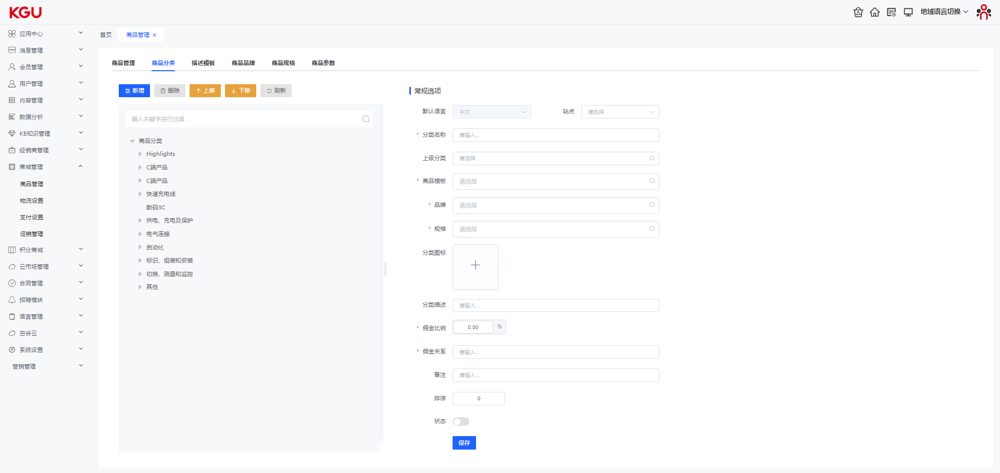 KGU
地域语言切换
应用中心
消息管理
会员管理
用户管理
内容管理
数据分析
KB知识管理
经销商管理
商城管理
商品管理
物流设置
支付设置
促销管理
积分商城
云市场管理
合同管理
招聘模块
语言管理
空谷云
系统设置
营销管理
首页 商品管理
商品管理 商品分类 描述模板 商品品牌 商品规格 商品参数
新增 删除 上移 下移 刷新
输入关键字进行过滤
商品分类
Highlights
C端产品
C端产品
快速充电线
数码3C
供电、充电及保护
电气连接
自动化
标识、组装和安装
切换、测量和监控
其他
常规选项
默认语言 中文 站点 请选择
* 分类名称 请输入...
上级分类 请选择
* 商品模板 请选择
* 品牌 请选择
* 规格 请选择
分类图标
分类描述 请输入...
* 佣金比例 0.00 %
* 佣金关系 请输入...
备注 请输入...
排序 0
状态
保存